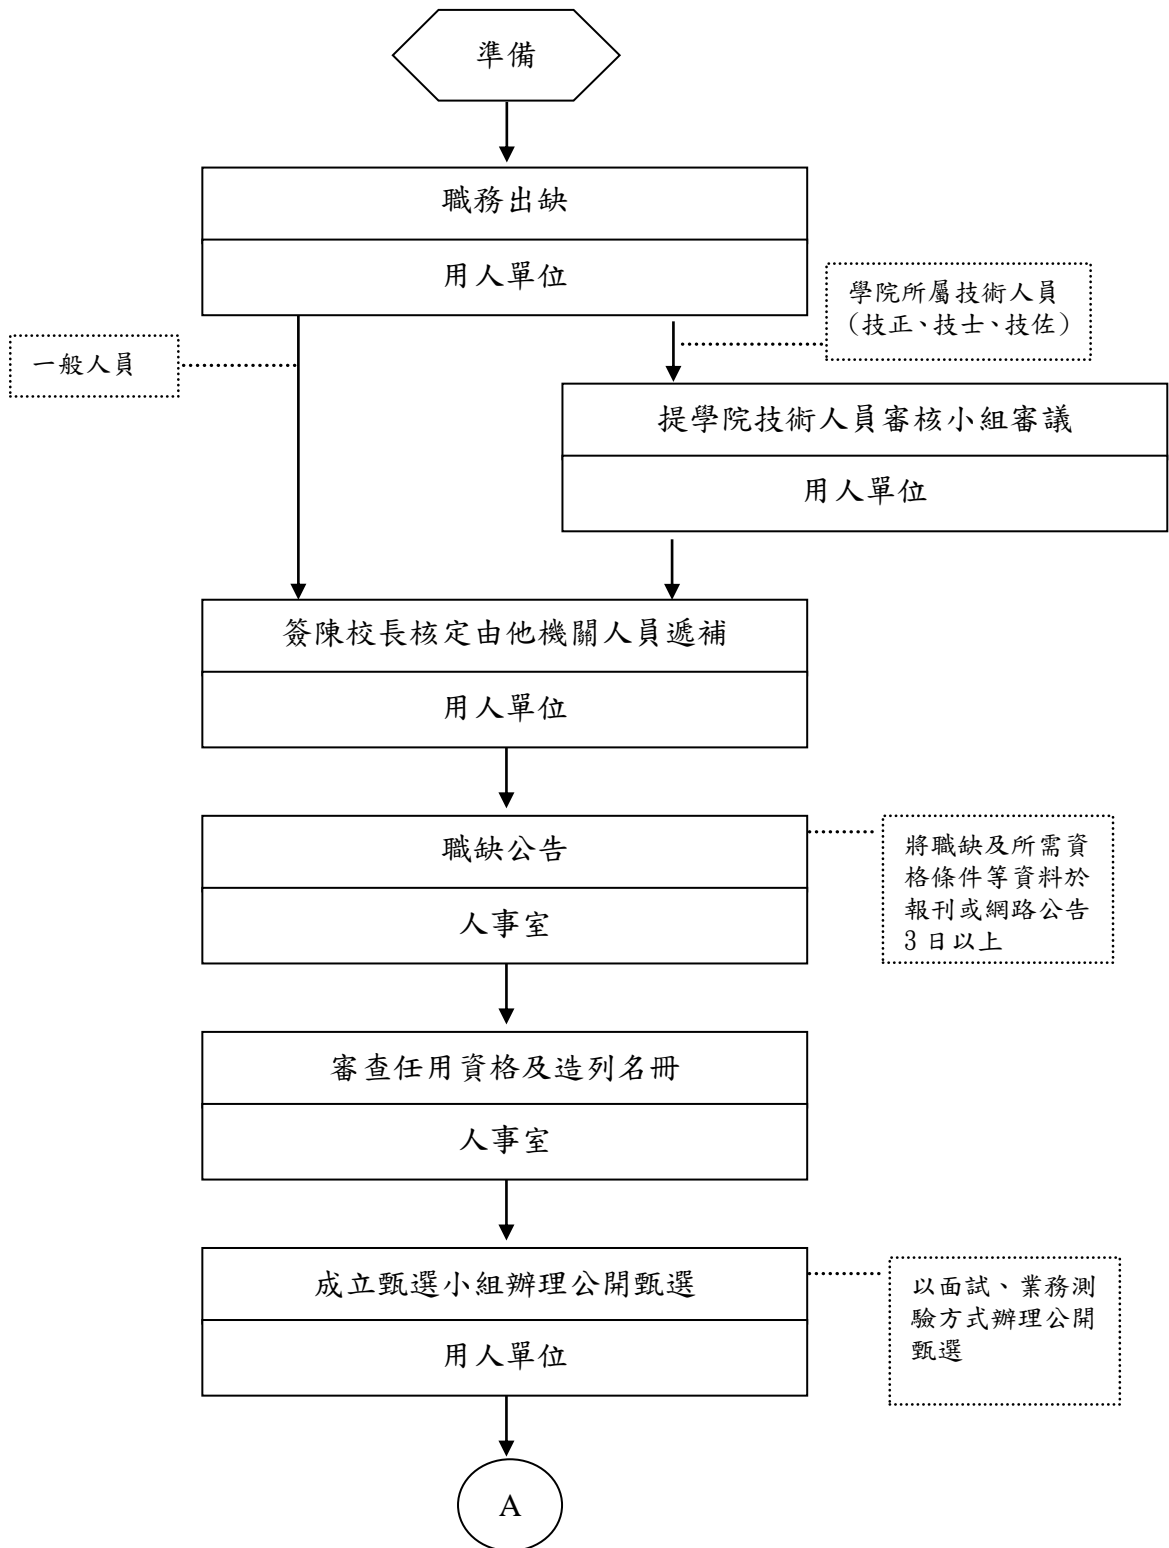 準備
職務出缺
用人單位
學院所屬技術人員
（技正、技士、技佐）
一般人員
提學院技術人員審核小組審議
用人單位
簽陳校長核定由他機關人員遞補
用人單位
職缺公告
人事室
將職缺及所需資
格條件等資料於
報刊或網路公告
3 日以上
審查任用資格及造列名冊
人事室
成立甄選小組辦理公開甄選
用人單位
以面試、業務測
驗方式辦理公開
甄選
A